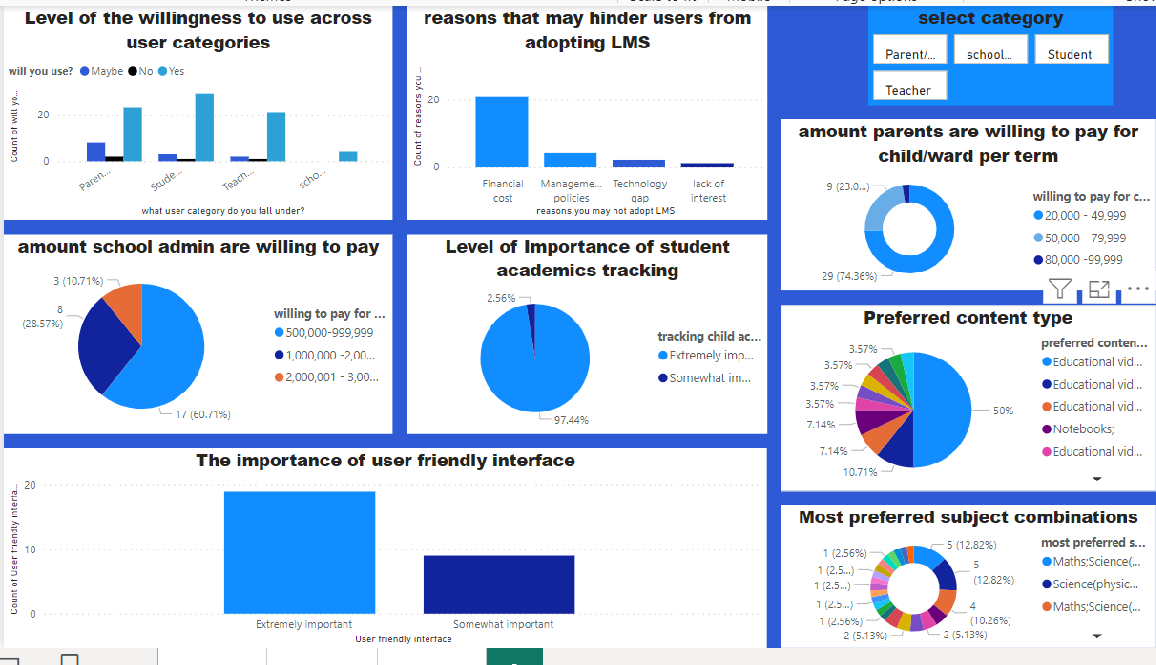 Level of the willingness to use across
user categories
will you use? Maybe No Yes
Count of will yo...
20
0
Paren...
Stude...
Teach...
scho...
what user category do you fall under?
reasons that may hinder users from
adopting LMS
Count of reasons you ...
20
0
Financial
cost
Manageme...
policies
Technology
gap
lack of
interest
reasons you may not adopt LMS
select category
Parent/...
school...
Student
Teacher
amount parents are willing to pay for
child/ward per term
9 (23.0...)
29 (74.36%)
willing to pay for c...
20,000 - 49,999
50,000 - 79,999
80,000 -99,999
amount school admin are willing to pay
3 (10.71%)
8
(28.57%)
17 (60.71%)
willing to pay for ...
500,000-999,999
1,000,000 -2,00...
2,000,001 - 3,00...
Level of Importance of student
academics tracking
2.56%
97.44%
tracking child ac...
Extremely imp...
Somewhat im...
Preferred content type
3.57%
3.57%
3.57%
3.57%
7.14%
7.14%
10.71%
50%
preferred conten...
Educational vid...
Educational vid...
Educational vid...
Notebooks;
Educational vid...
The importance of user friendly interface
Count of User friendly interfa...
20
10
0
Extremely important
Somewhat important
User friendly interface
Most preferred subject combinations
1 (2.56%)
1 (2.5...)
1 (2.5...)
1 (2.5...)
1 (2.56%)
2 (5.13%)
2 (5.13%)
4
(10.26%)
5
(12.82%)
5 (12.82%)
most preferred s...
Maths;Science(...
Science(physic...
Maths;Science(...